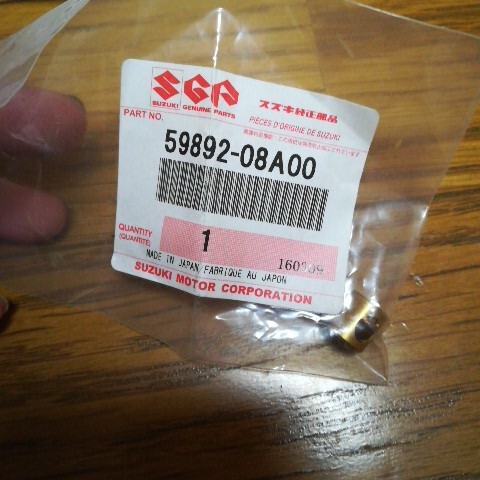 SGP
SUZUKI GENUINE PARTS
スズキ純正部品
PIÈCES D'ORIGINE DE SUZUKI
PART NO.
59892-08A00
QUANTITY
(QUANTITÉ)
1
MADE IN JAPAN/FABRIQUE AU JAPON
SUZUKI MOTOR CORPORATION